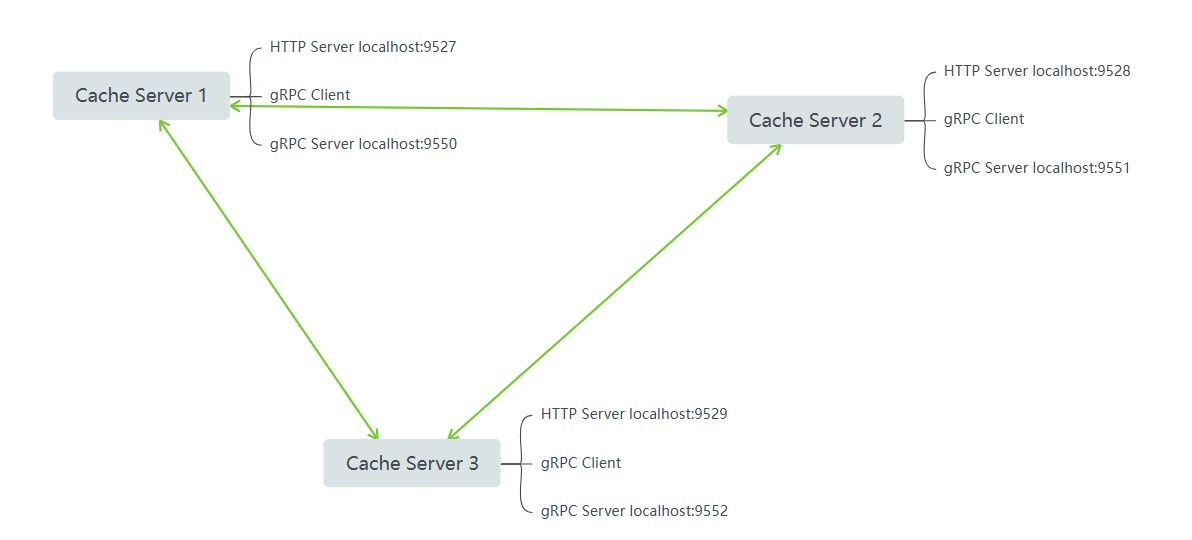 Cache Server 1
HTTP Server localhost:9527
gRPC Client
gRPC Server localhost:9550
Cache Server 2
HTTP Server localhost:9528
gRPC Client
gRPC Server localhost:9551
Cache Server 3
HTTP Server localhost:9529
gRPC Client
gRPC Server localhost:9552